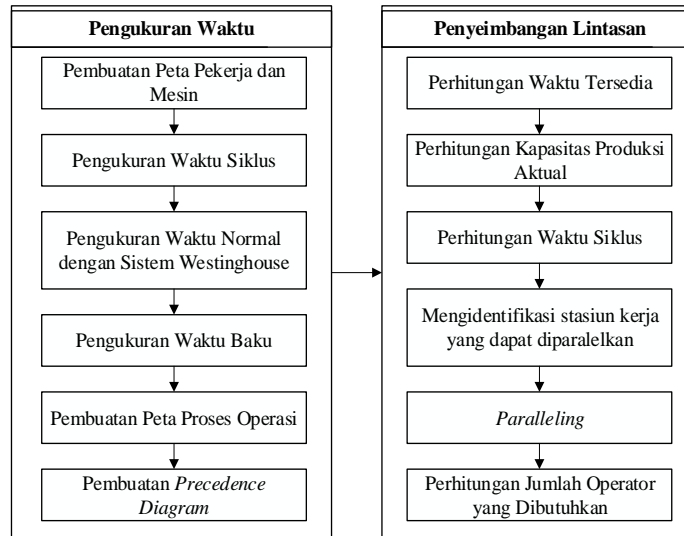 Pengukuran Waktu
Pembuatan Peta Pekerja dan
Mesin
Pengukuran Waktu Siklus
Pengukuran Waktu Normal
dengan Sistem Westinghouse
Pengukuran Waktu Baku
Pembuatan Peta Proses Operasi
Pembuatan Precedence
Diagram
Penyeimbangan Lintasan
Perhitungan Waktu Tersedia
Perhitungan Kapasitas Produksi
Aktual
Perhitungan Waktu Siklus
Mengidentifikasi stasiun kerja
yang dapat diparalelkan
Paralleling
Perhitungan Jumlah Operator
yang Dibutuhkan